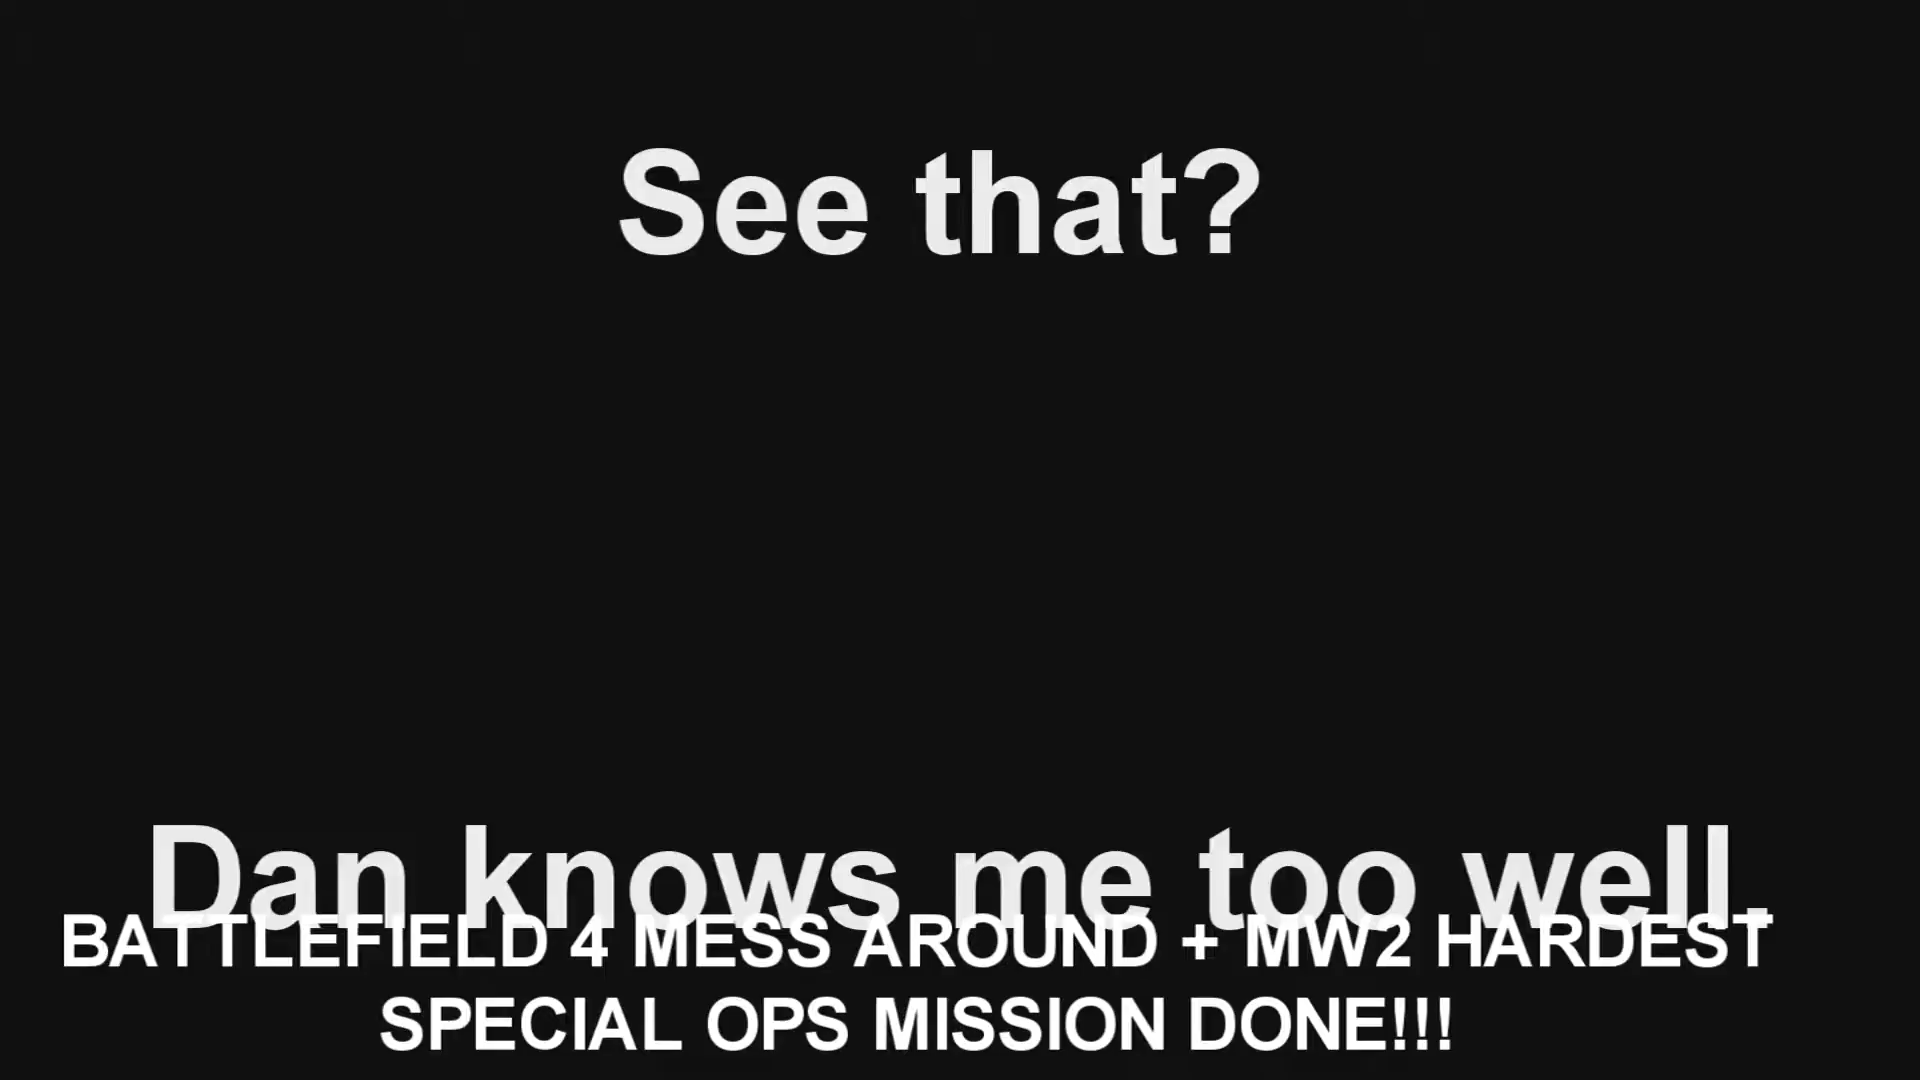 See that?
Dan knows me too well.
BATTLEFIELD 4 MESS AROUND + MW2 HARDEST
SPECIAL OPS MISSION DONE!!!